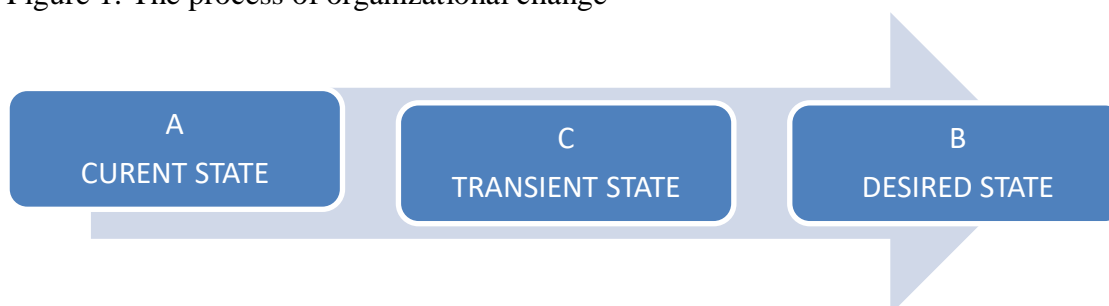 Figure 1. The process of organizational change
A
CURENT STATE
C
TRANSIENT STATE
B
DESIRED STATE